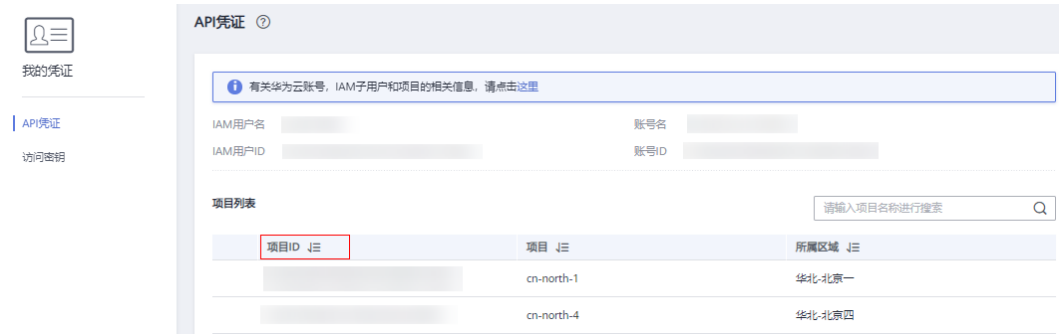 API凭证
我的凭证
有关华为云账号，IAM子用户和项目的相关信息，请点击这里
API凭证
IAM用户名 账号名
访问密钥
IAM用户ID 账号ID
项目列表
请输入项目名称进行搜索
项目ID 项目 所属区域
cn-north-1 华北-北京一
cn-north-4 华北-北京四